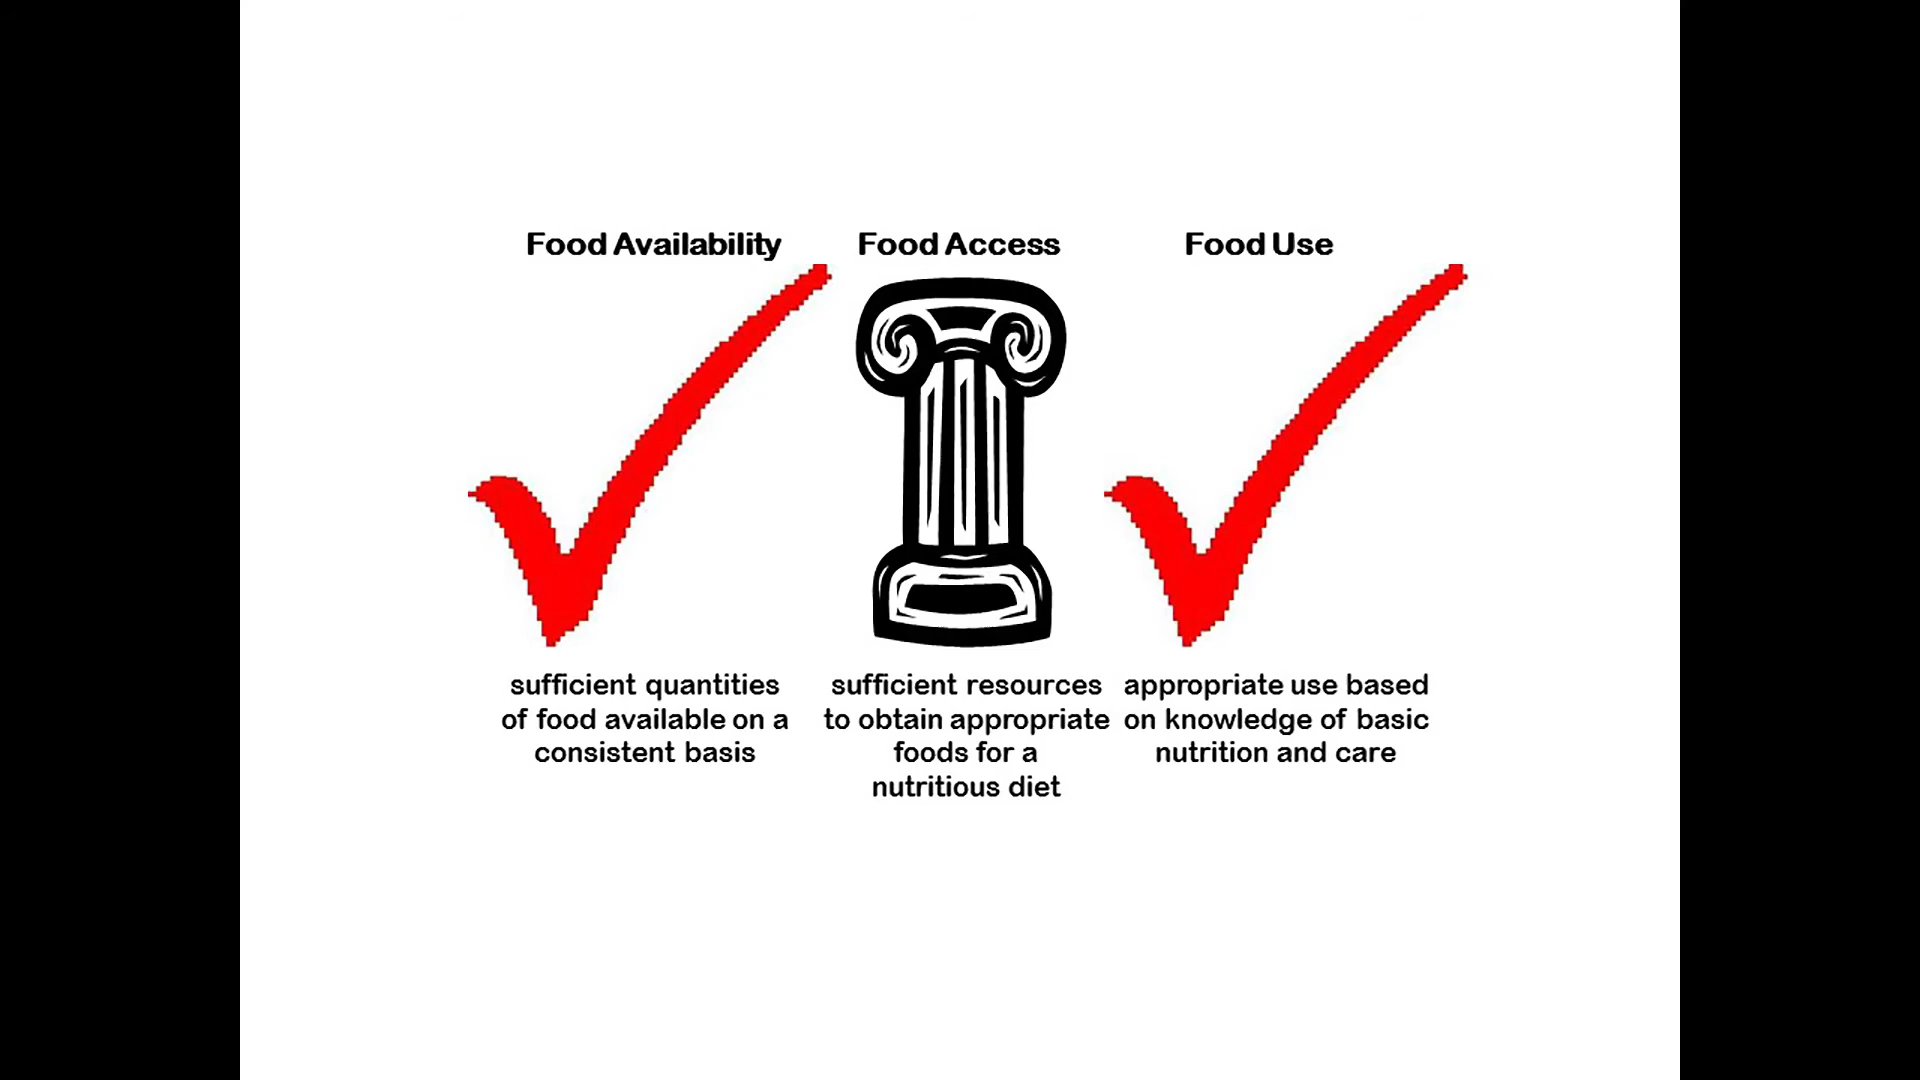 Food Availability
Food Access
Food Use
sufficient quantities
of food available on a
consistent basis
sufficient resources
to obtain appropriate
foods for a
nutritious diet
appropriate use based
on knowledge of basic
nutrition and care